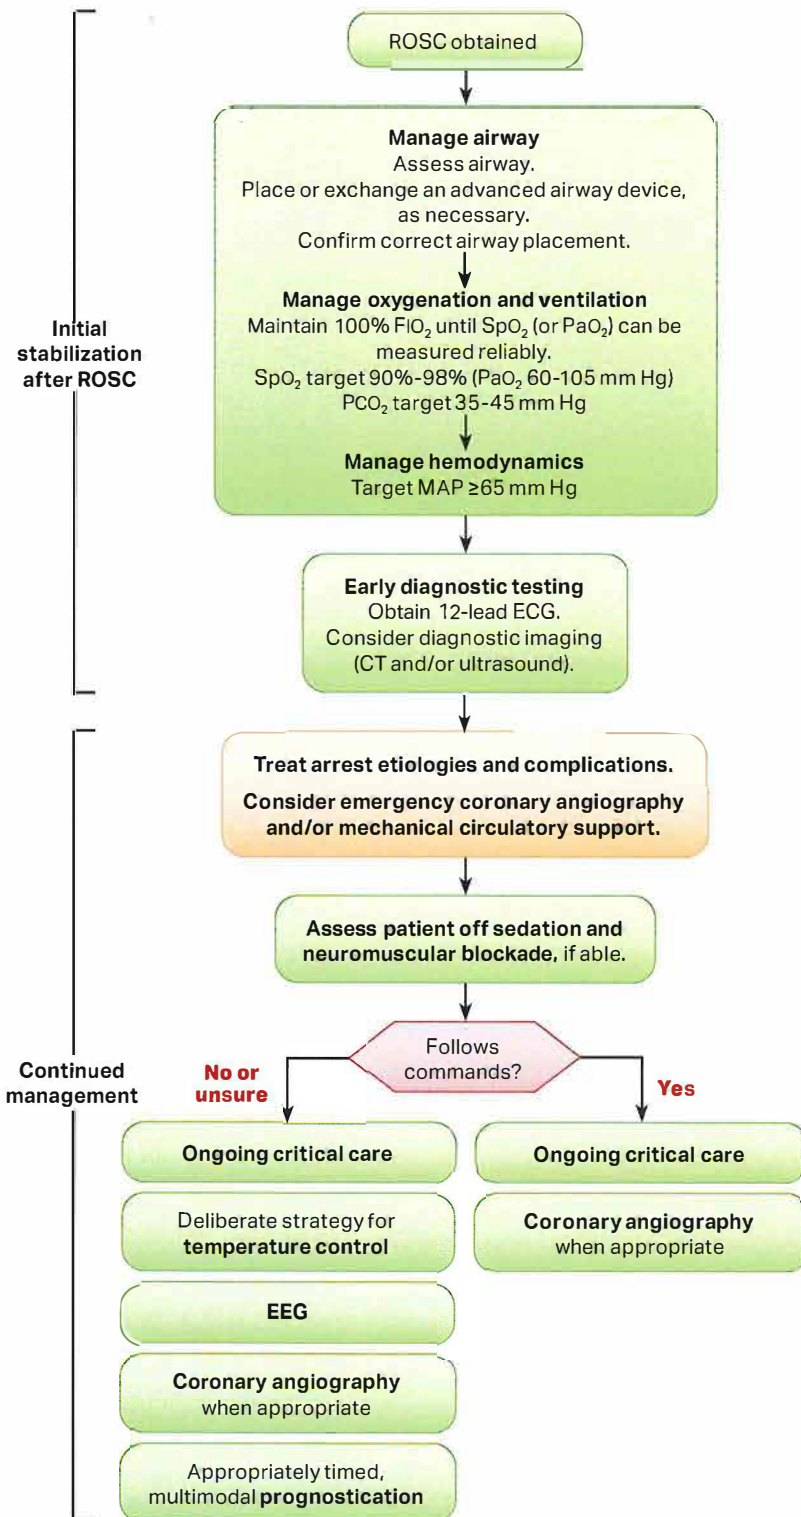 ROSC obtained
Manage airway
Assess airway.
Place or exchange an advanced airway device,
as necessary.
Confirm correct airway placement.
Manage oxygenation and ventilation
Maintain 100% FIO₂ until SpO₂ (or PaO₂) can be
measured reliably.
SpO₂ target 90%-98% (PaO₂ 60-105 mm Hg)
PCO₂ target 35-45 mm Hg
Manage hemodynamics
Target MAP ≥65 mm Hg
Initial
stabilization
after ROSC
Early diagnostic testing
Obtain 12-lead ECG.
Consider diagnostic imaging
(CT and/or ultrasound).
Treat arrest etiologies and complications.
Consider emergency coronary angiography
and/or mechanical circulatory support.
Assess patient off sedation and
neuromuscular blockade, if able.
Continued
management
Follows
commands?
No or
unsure
Yes
Ongoing critical care
Deliberate strategy for
temperature control
EEG
Coronary angiography
when appropriate
Appropriately timed,
multimodal prognostication
Ongoing critical care
Coronary angiography
when appropriate